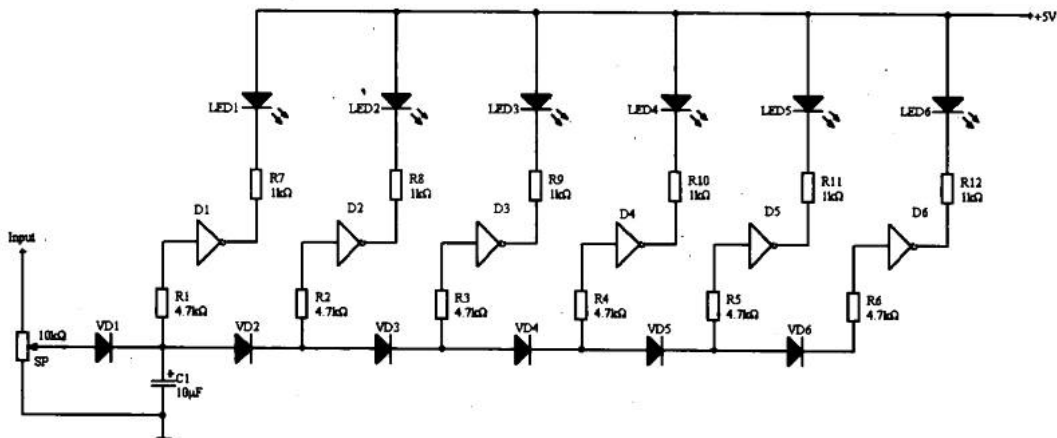 +5V
LED1
LED2
LED3
LED4
LED5
LED6
R7
1kΩ
R8
1kΩ
R9
1kΩ
R10
1kΩ
R11
1kΩ
R12
1kΩ
D1
D2
D3
D4
D5
D6
Input
R1
4.7kΩ
R2
4.7kΩ
R3
4.7kΩ
R4
4.7kΩ
R5
4.7kΩ
R6
4.7kΩ
10kΩ
SP
VD1
VD2
VD3
VD4
VD5
VD6
+
C1
10μF